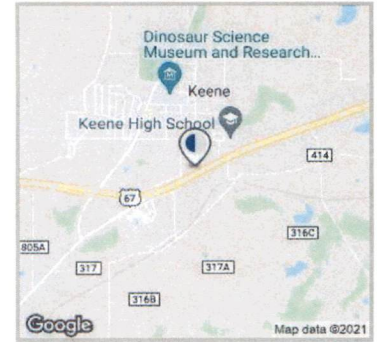 Dinosaur Science
Museum and Research...
Keene
Keene High School
414
67
316C
805A
317
317A
316B
Google
Map data ©2021